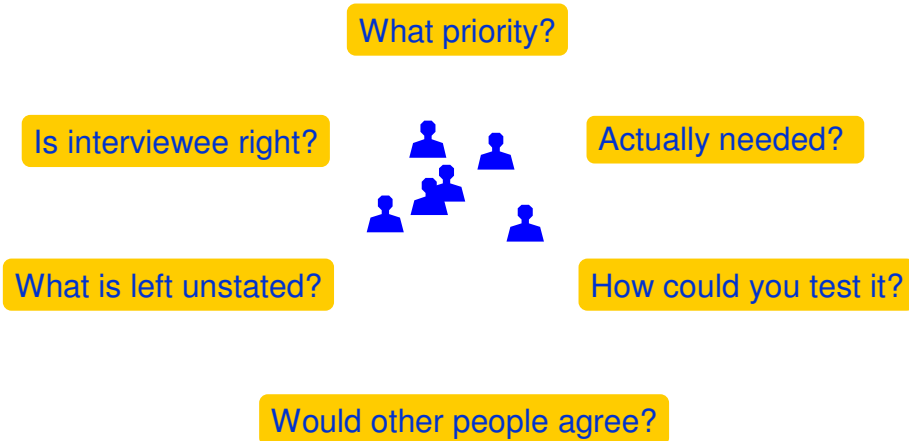 What priority?
Is interviewee right?
Actually needed?
What is left unstated?
How could you test it?
Would other people agree?